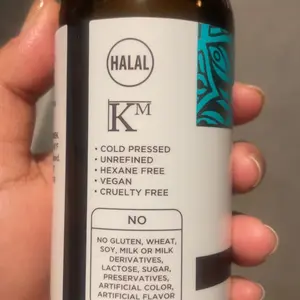 HALAL
KM
• COLD PRESSED
• UNREFINED
• HEXANE FREE
• VEGAN
• CRUELTY FREE
NO
NO GLUTEN, WHEAT,
SOY, MILK OR MILK
DERIVATIVES,
LACTOSE, SUGAR,
PRESERVATIVES,
ARTIFICIAL COLOR,
ARTIFICIAL FLAVOR